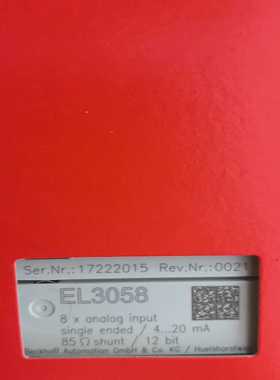 Ser.Nr.:17222015 Rev.Nr.:0021
EL3058
8 x analog input
single ended / 4...20 mA
85 Ω shunt / 12 bit
Beckhoff Automation GmbH & Co. KG /